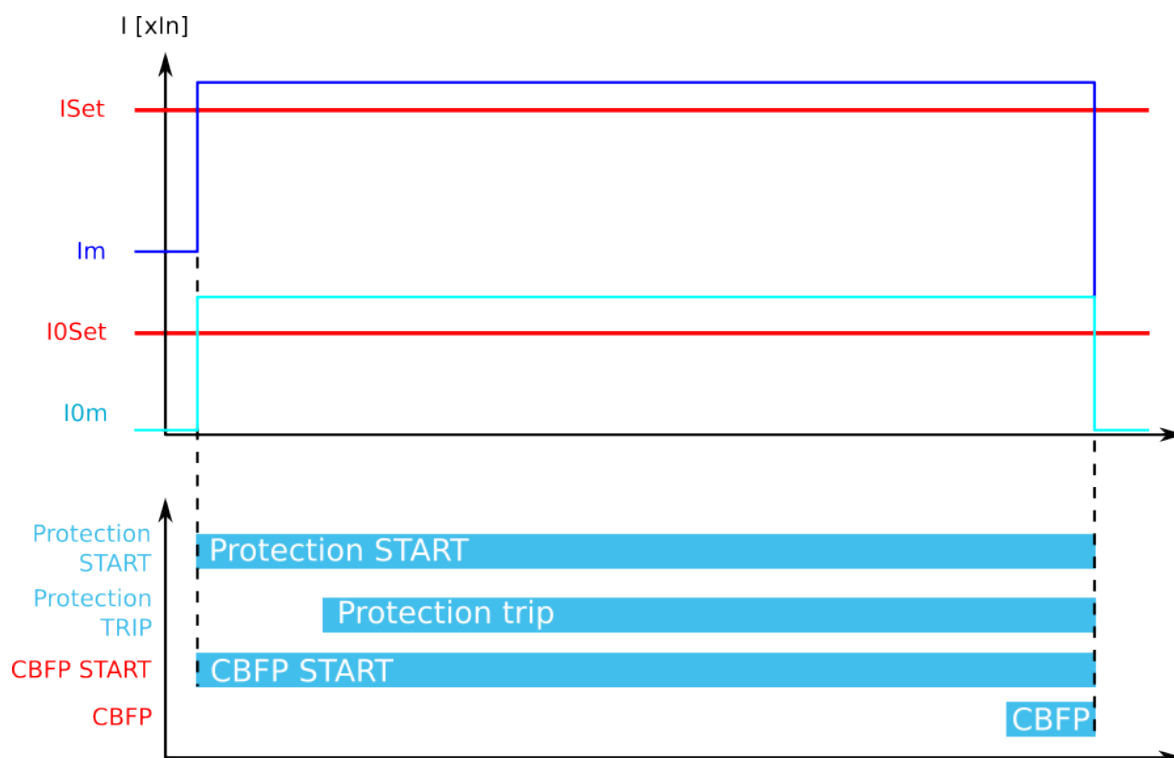 I [xIn]
ISet
Im
I0Set
I0m
Protection
START
Protection START
Protection
TRIP
Protection trip
CBFP START
CBFP START
CBFP
CBFP